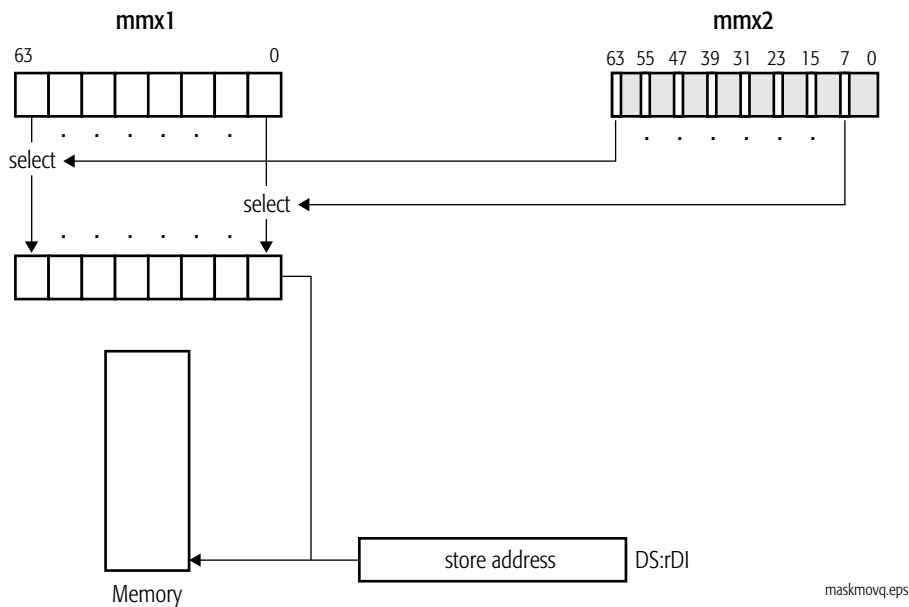 mmx1
mmx2
63 0
63 55 47 39 31 23 15 7 0
. . . . . .
. . . . . .
select
select
. . . . . .
store address
DS:rDI
Memory
maskmovq.eps